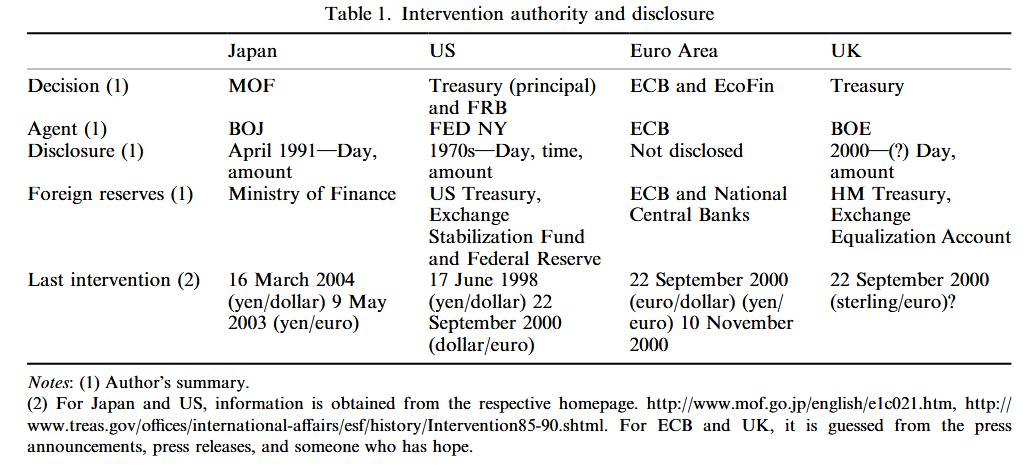 Table 1. Intervention authority and disclosure
Japan US Euro Area UK
Decision (1) MOF Treasury (principal) ECB and EcoFin Treasury
and FRB
Agent (1) BOJ FED NY ECB BOE
Disclosure (1) April 1991—Day, 1970s—Day, time, Not disclosed 2000—(?) Day,
amount amount amount
Foreign reserves (1) Ministry of Finance US Treasury, ECB and National HM Treasury,
Exchange Central Banks Exchange
Stabilization Fund Equalization Account
and Federal Reserve
Last intervention (2) 16 March 2004 17 June 1998 22 September 2000 22 September 2000
(yen/dollar) 9 May (yen/dollar) 22 (euro/dollar) (yen/ (sterling/euro)?
2003 (yen/euro) September 2000 euro) 10 November
(dollar/euro) 2000
Notes: (1) Author's summary.
(2) For Japan and US, information is obtained from the respective homepage. http://www.mof.go.jp/english/e1c021.htm, http://
www.treas.gov/offices/international-affairs/esf/history/Intervention85-90.shtml. For ECB and UK, it is guessed from the press
announcements, press releases, and someone who has hope.